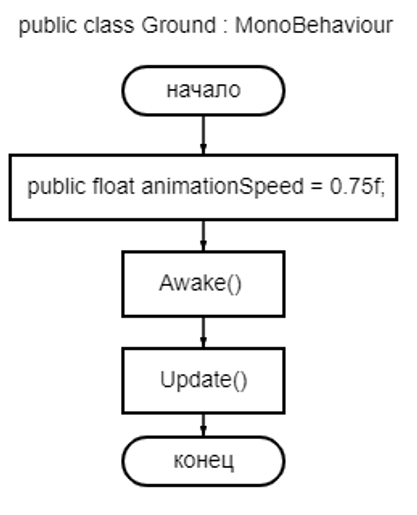 public class Ground : MonoBehaviour
начало
public float animationSpeed = 0.75f;
Awake()
Update()
конец